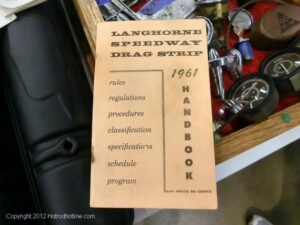 LANGHORNE
SPEEDWAY
DRAG STRIP
1961
HANDBOOK
rules
regulations
procedures
classification
specifications
schedule
program
PRICE 50 CENTS
Copyright 2012 Hotrodhotline.com